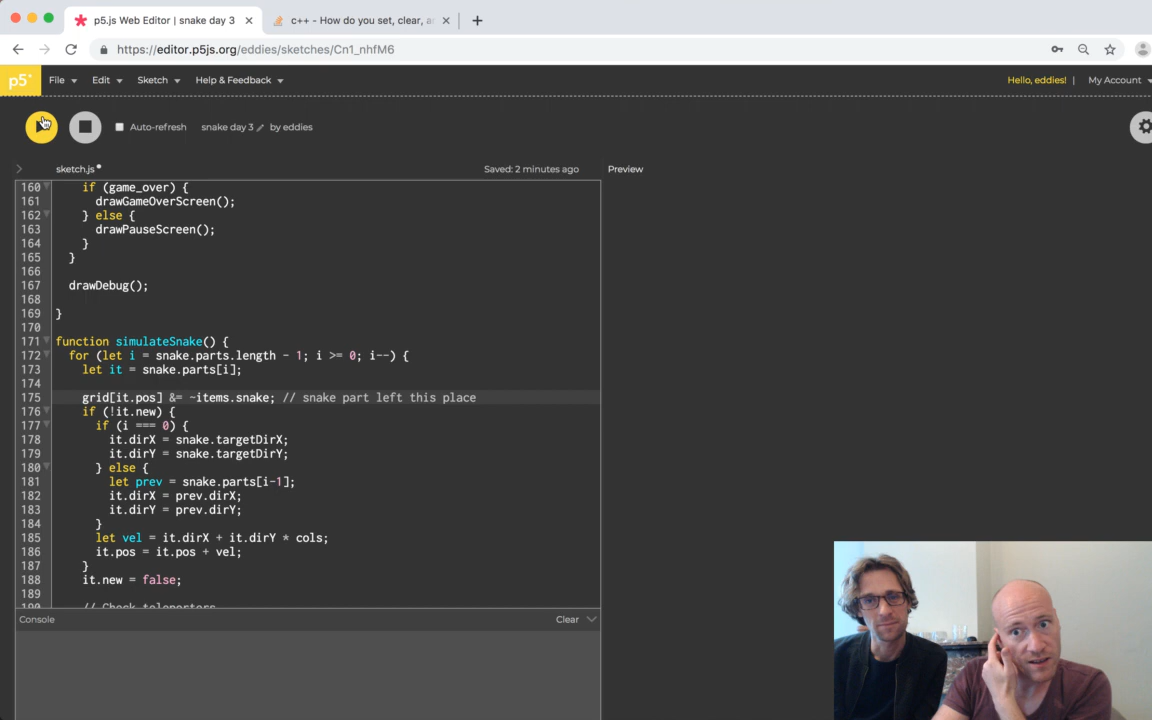 p5.js Web Editor | snake day 3
c++ - How do you set, clear, a
https://editor.p5js.org/eddies/sketches/Cn1_nhfM6
p5*
File
Edit
Sketch
Help & Feedback
Hello, eddies! |
My Account
Auto-refresh
snake day 3
by eddies
sketch.js
Saved: 2 minutes ago
Preview
160 if (game_over) {
161 drawGameOverScreen();
162 } else {
163 drawPauseScreen();
164 }
165 }
166
167 drawDebug();
168
169 }
170
171 function simulateSnake() {
172 for (let i = snake.parts.length - 1; i >= 0; i--) {
173 let it = snake.parts[i];
174
175 grid[it.pos] &= ~items.snake; // snake part left this place
176 if (!it.new) {
177 if (i === 0) {
178 it.dirX = snake.targetDirX;
179 it.dirY = snake.targetDirY;
180 } else {
181 let prev = snake.parts[i-1];
182 it.dirX = prev.dirX;
183 it.dirY = prev.dirY;
184 }
185 let vel = it.dirX + it.dirY * cols;
186 it.pos = it.pos + vel;
187 }
188 it.new = false;
189
190 // Check teleporters
Console
Clear